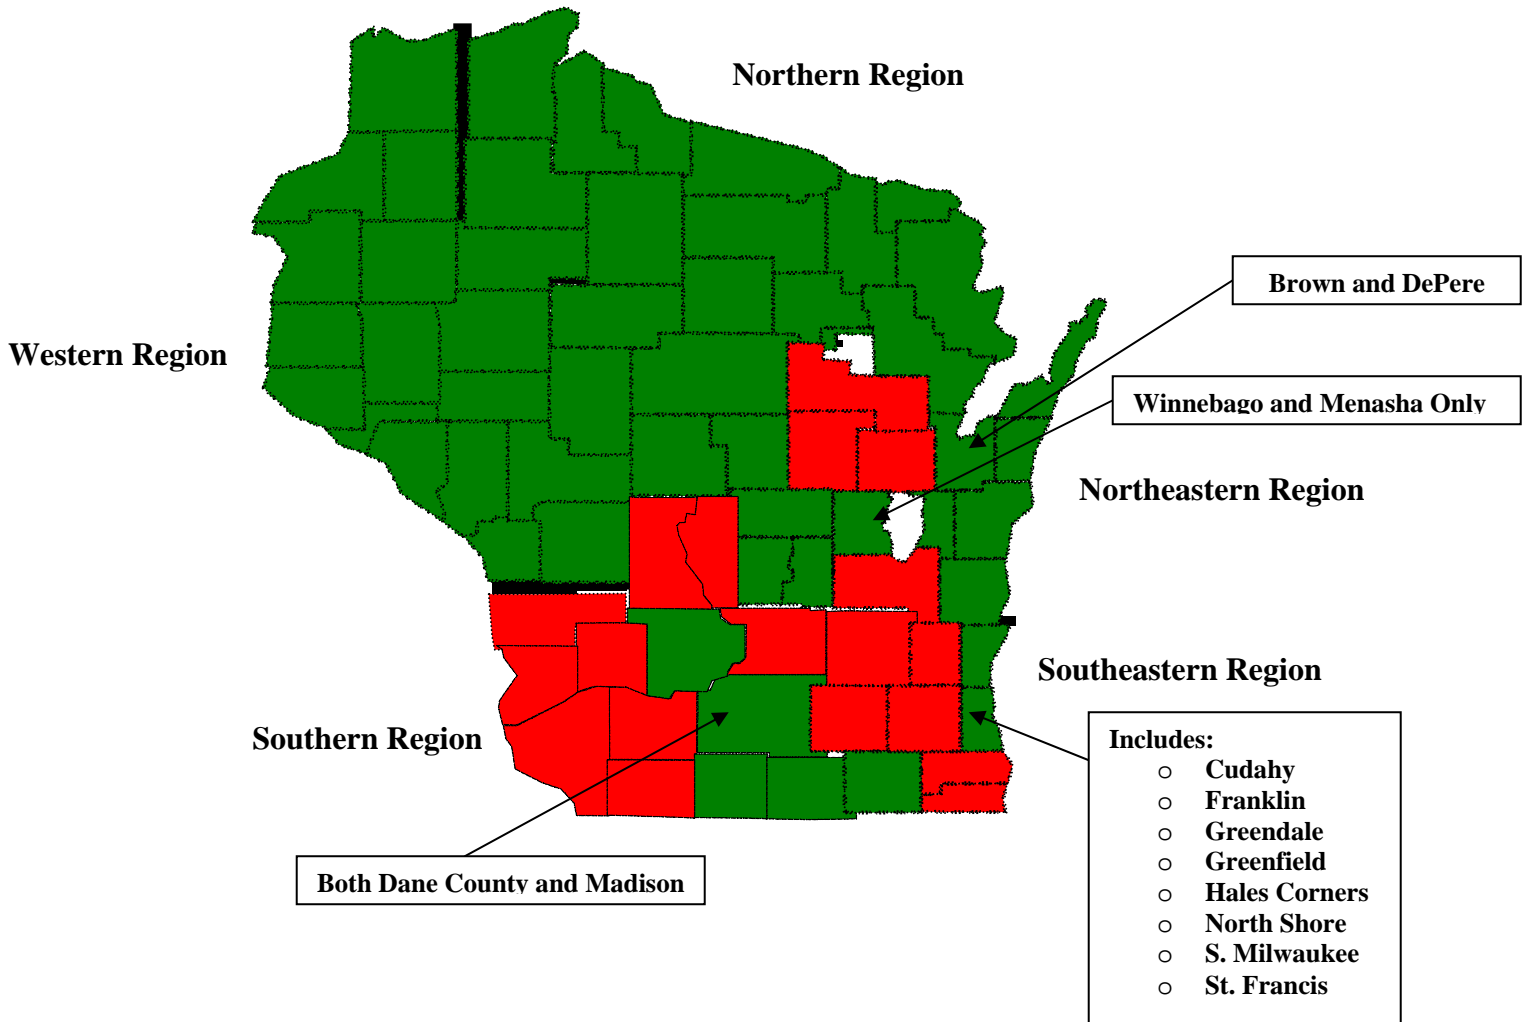 Northern Region
Brown and DePere
Western Region
Winnebago and Menasha Only
Northeastern Region
Southeastern Region
Southern Region
Includes:
o Cudahy
o Franklin
o Greendale
o Greenfield
o Hales Corners
o North Shore
o S. Milwaukee
o St. Francis
Both Dane County and Madison